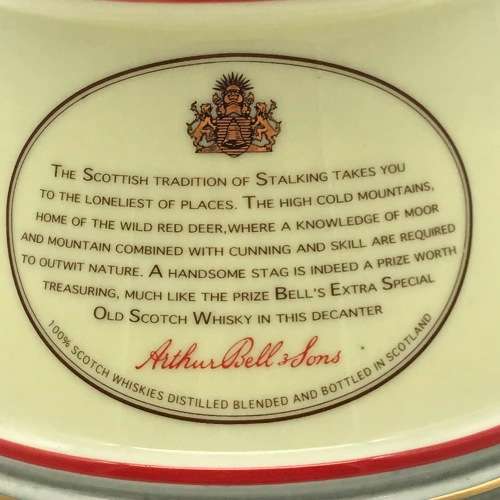 The Scottish tradition of Stalking takes you
to the loneliest of places. The high cold mountains,
home of the wild red deer,where a knowledge of moor
and mountain combined with cunning and skill are required
to outwit nature. A handsome stag is indeed a prize worth
treasuring, much like the prize Bell's Extra Special
Old Scotch Whisky in this decanter
Arthur Bell & Sons
100% SCOTCH WHISKIES DISTILLED BLENDED AND BOTTLED IN SCOTLAND